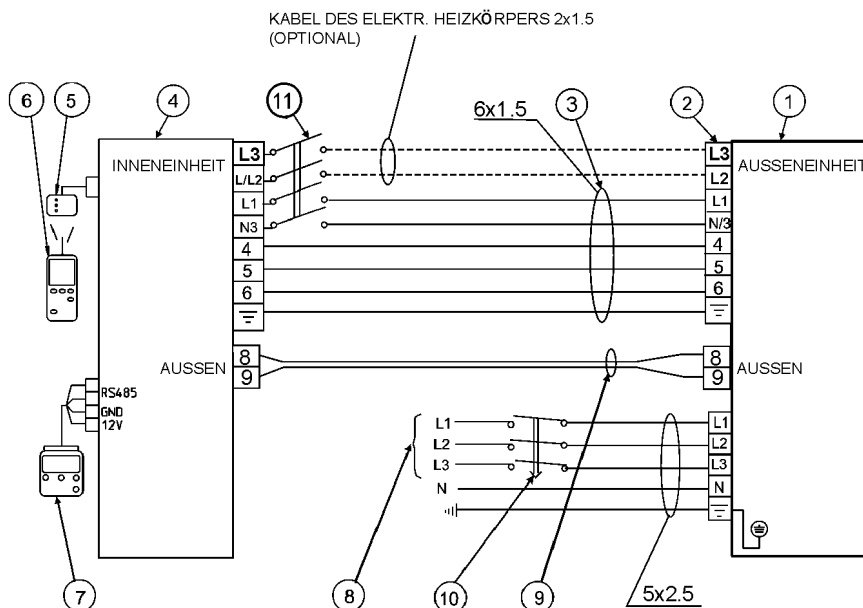 KABEL DES ELEKTR. HEIZKÖRPERS 2x1.5
(OPTIONAL)
6
5
4
11
6x1.5
3
2
1
INNENEINHEIT
L3
L/L2
L1
N3
4
5
6
L3
L2
L1
N/3
4
5
6
AUSSENEINHEIT
AUSSEN
8
9
8
9
AUSSEN
RS485
GND
12V
L1
L2
L3
N
L1
L2
L3
N
7
8
10
9
5x2.5